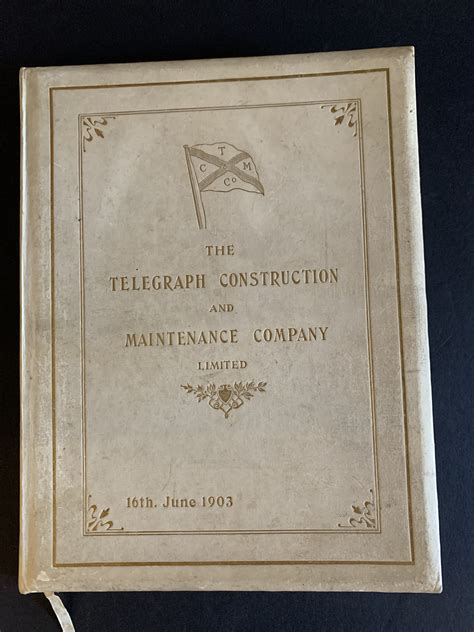 T
C M
Co
THE
TELEGRAPH CONSTRUCTION
AND
MAINTENANCE COMPANY
LIMITED
16th. June 1903